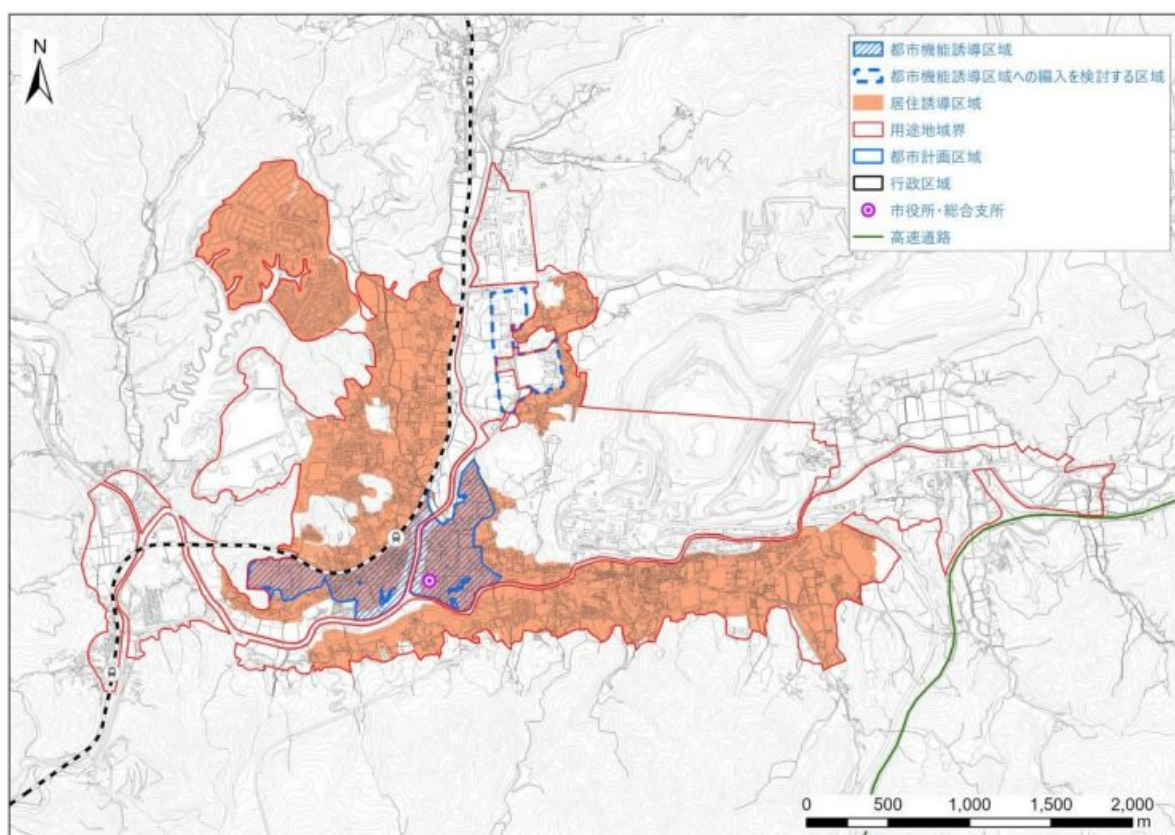 N
都市機能誘導区域
都市機能誘導区域への編入を検討する区域
居住誘導区域
用途地域界
都市計画区域
行政区域
市役所・総合支所
高速道路
0 500 1,000 1,500 2,000
m